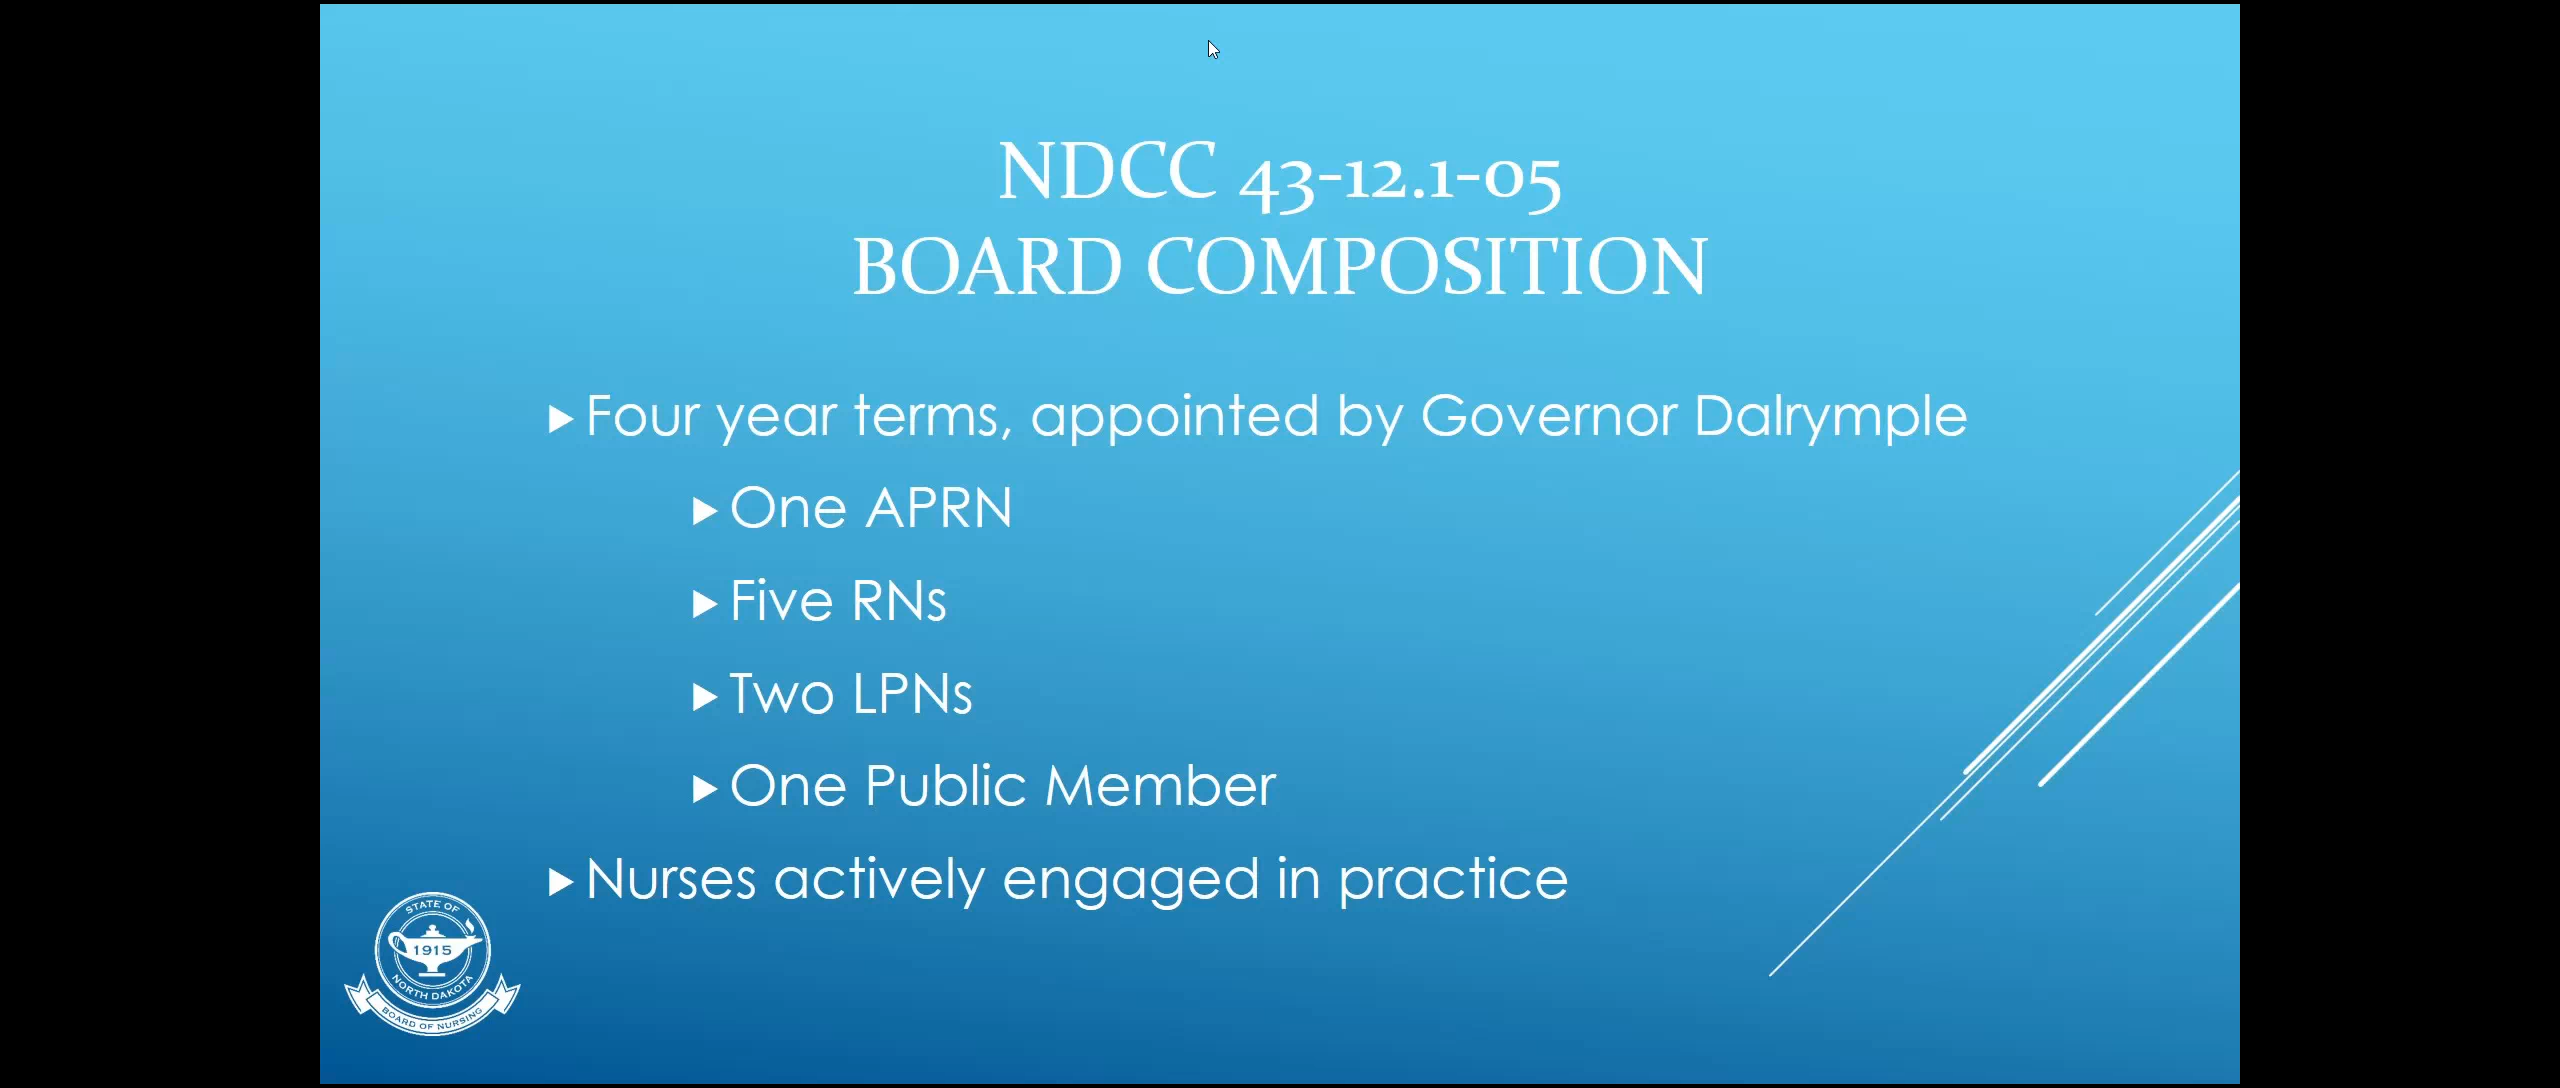 NDCC 43-12.1-05
BOARD COMPOSITION
Four year terms, appointed by Governor Dalrymple
One APRN
Five RNs
Two LPNs
One Public Member
Nurses actively engaged in practice
STATE OF
1915
NORTH DAKOTA
BOARD OF NURSING